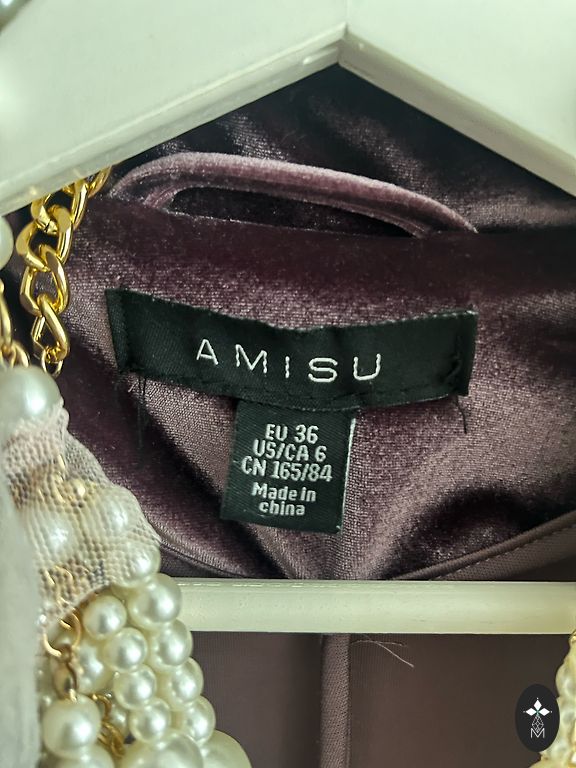 AMISU
EU 36
US/CA 6
CN 165/84
Made in
china
M